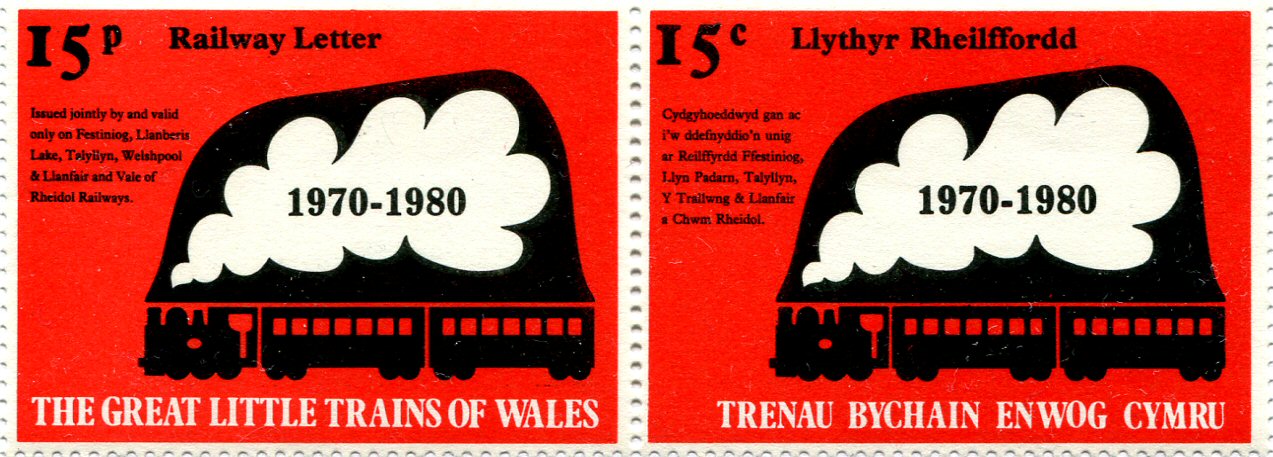 15p Railway Letter
Issued jointly by and valid
only on Festiniog, Llanberis
Lake, Talyllyn, Welshpool
& Llanfair and Vale of
Rheidol Railways.
1970-1980
THE GREAT LITTLE TRAINS OF WALES
15c Llythyr Rheilffordd
Cydgyhoeddwyd gan ac
i'w ddefnyddio'n unig
ar Reilffyrdd Ffestiniog,
Llyn Padarn, Talyllyn,
Y Trallwng & Llanfair
a Chwm Rheidol.
1970-1980
TRENAU BYCHAIN ENWOG CYMRU